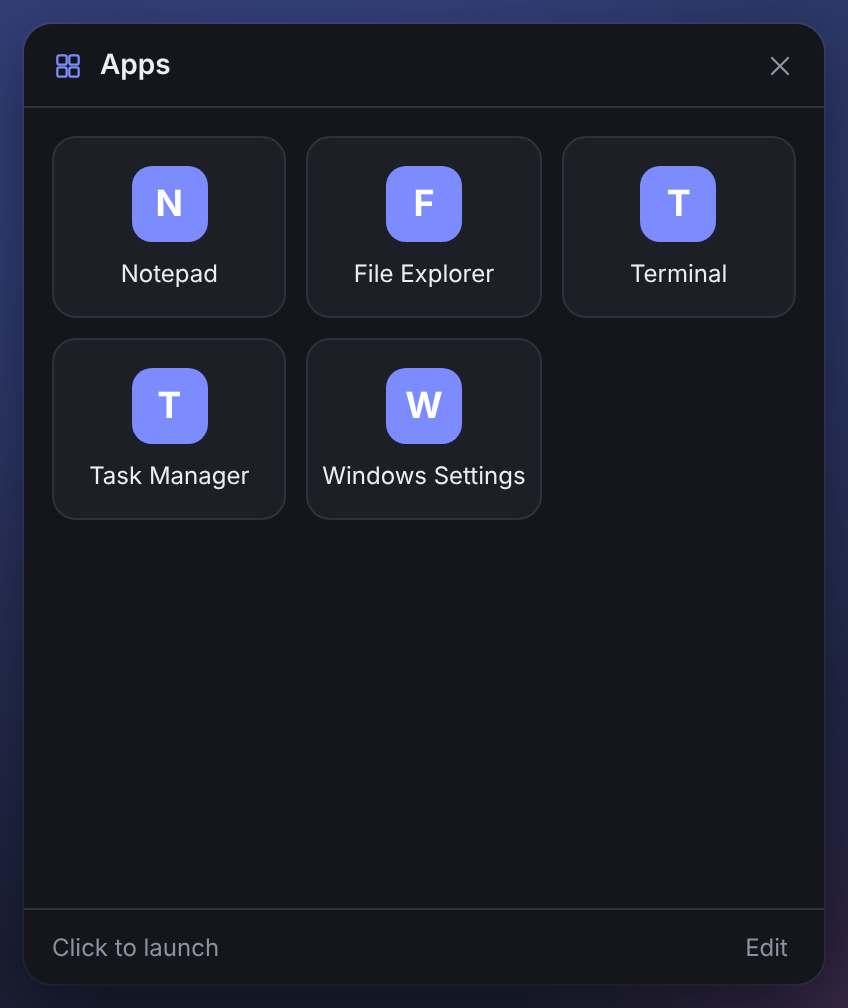 Apps
N
F
T
Notepad
File Explorer
Terminal
T
W
Task Manager
Windows Settings
Click to launch
Edit